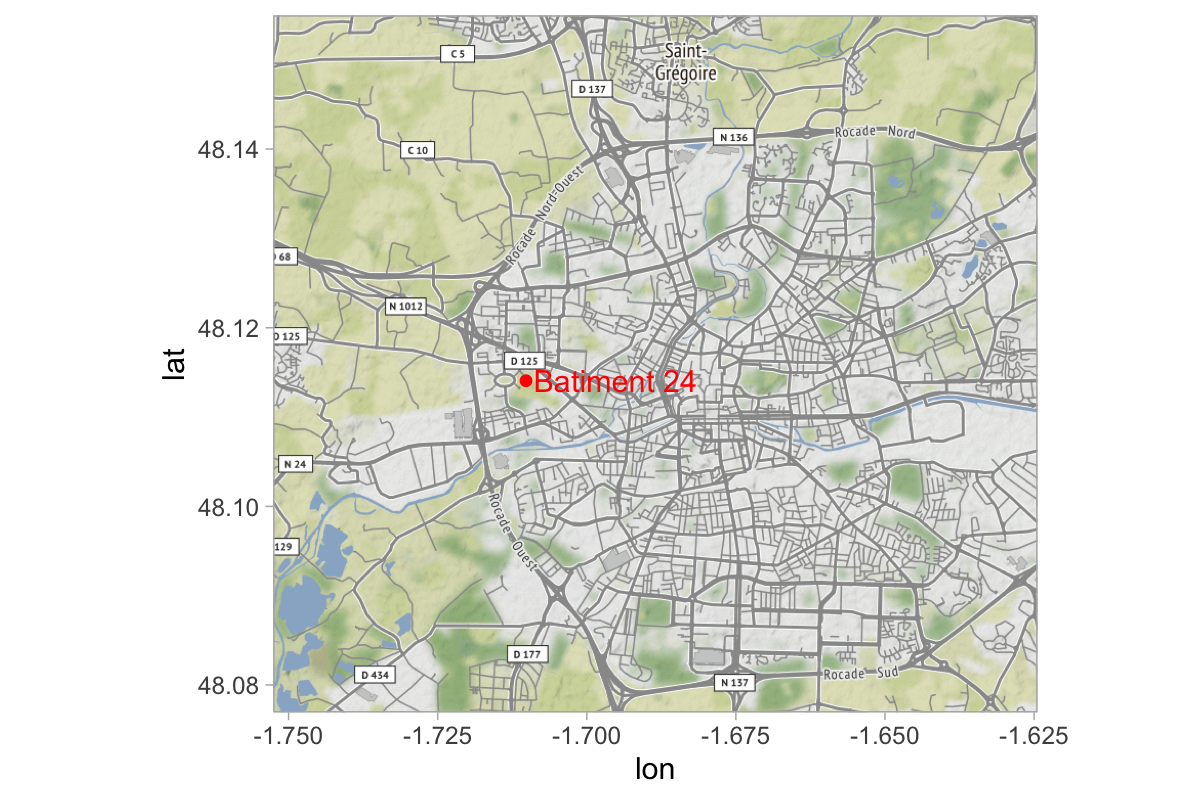 C 5
Saint-
Grégoire
D 137
N 136
Rocade Nord
48.14
C 10
Rocade Nord-Ouest
68
N 1012
48.12
D 125
D 125
lat
Batiment 24
N 24
48.10
Rocade Ouest
129
D 177
D 434
Rocade Sud
N 137
48.08
-1.750
-1.725
-1.700
-1.675
-1.650
-1.625
lon